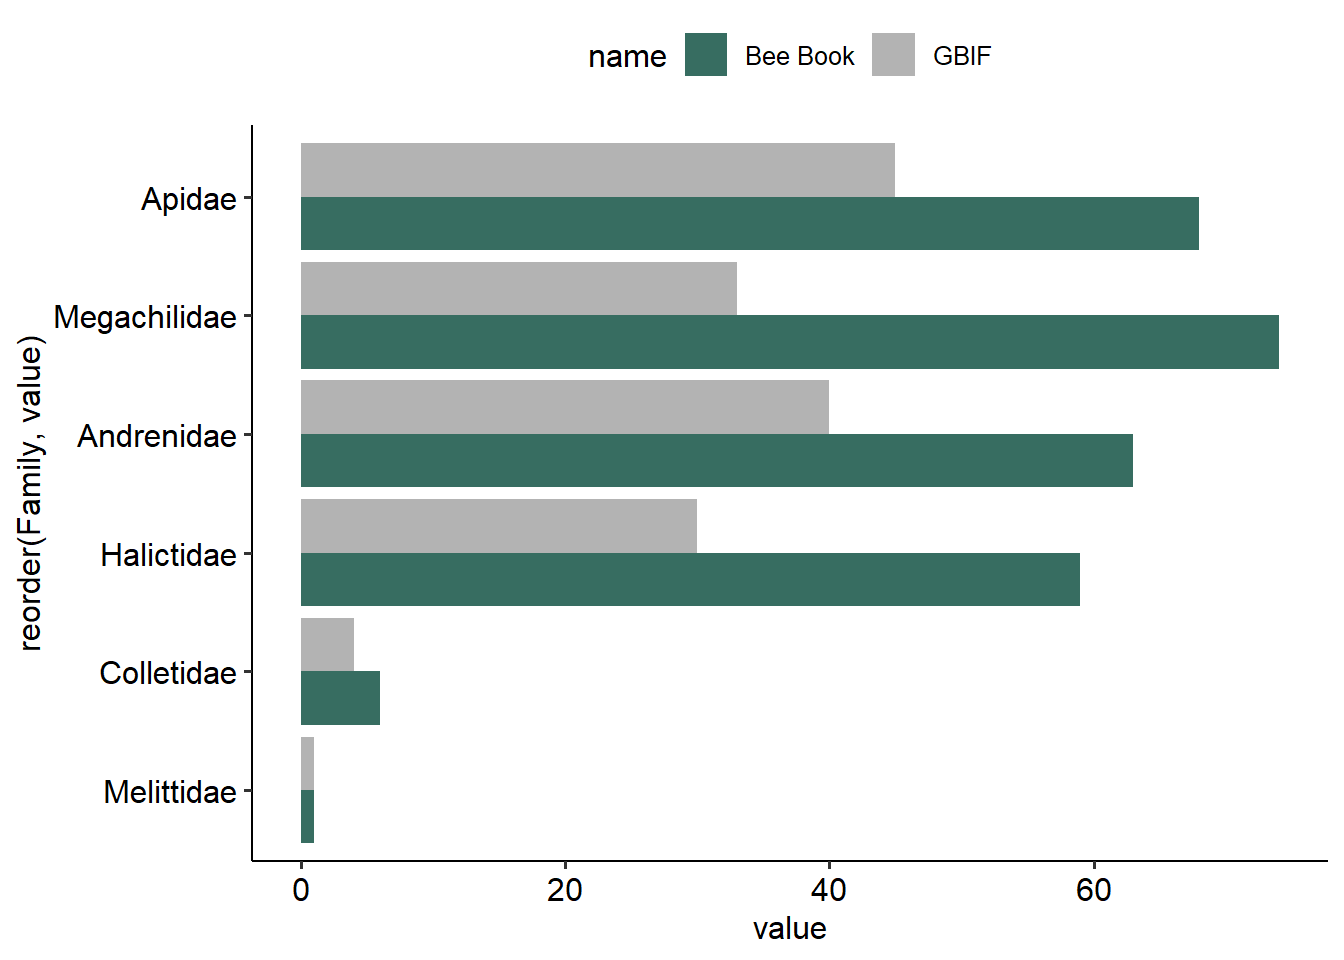 name Bee Book GBIF
Apidae
Megachilidae
Andrenidae
Halictidae
Colletidae
Melittidae
reorder(Family, value)
0 20 40 60
value